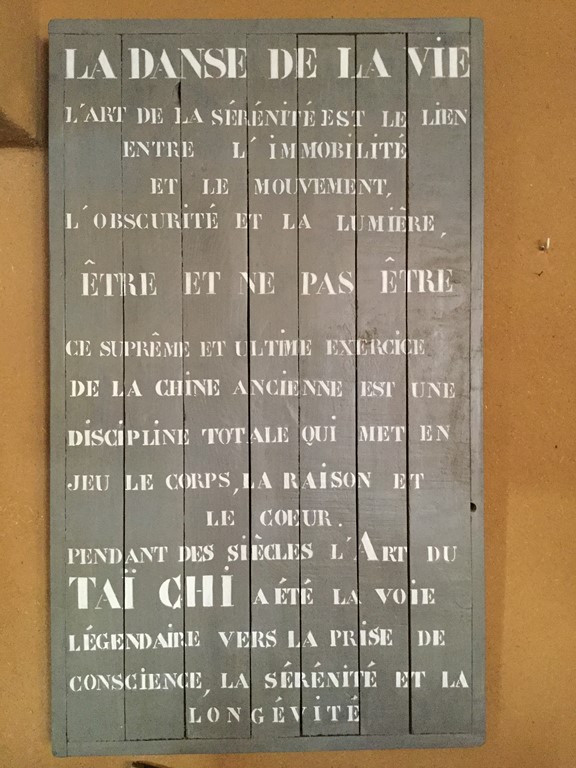 LA DANSE DE LA VIE
L'ART DE LA SÉRÉNITÉ EST LE LIEN
ENTRE L'IMMOBILITÉ
ET LE MOUVEMENT,
L'OBSCURITÉ ET LA LUMIÈRE,
ÊTRE ET NE PAS ÊTRE
CE SUPRÊME ET ULTIME EXERCICE
DE LA CHINE ANCIENNE EST UNE
DISCIPLINE TOTALE QUI MET EN
JEU LE CORPS, LA RAISON ET
LE COEUR.
PENDANT DES SIÈCLES L'ART DU
TAÏ CHI A ÉTÉ LA VOIE
LÉGENDAIRE VERS LA PRISE DE
CONSCIENCE, LA SÉRÉNITÉ ET LA
LONGÉVITÉ